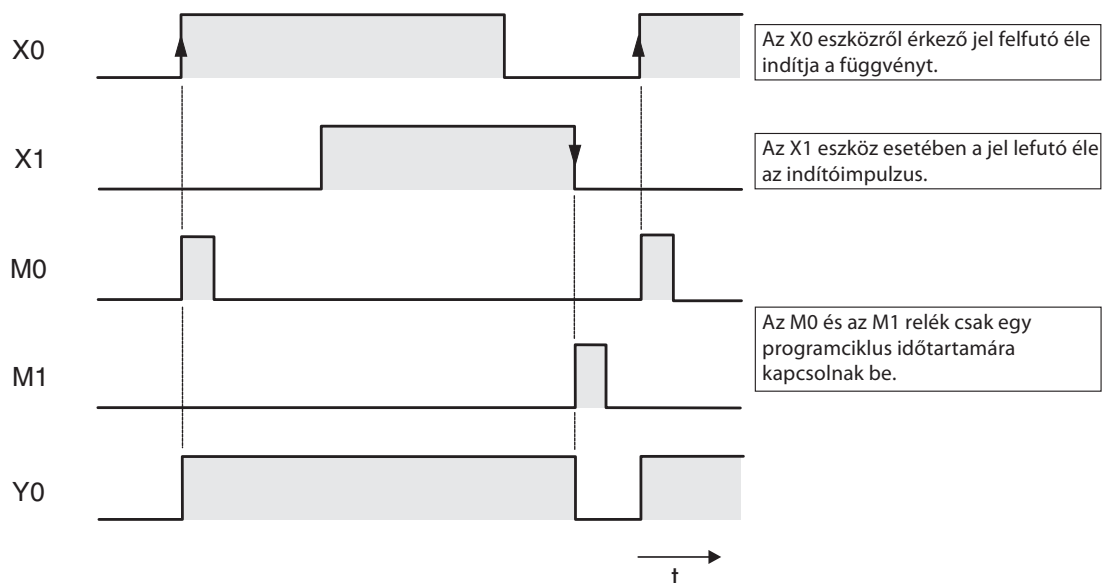 X0
Az X0 eszközről érkező jel felfutó éle
indítja a függvényt.
X1
Az X1 eszköz esetében a jel lefutó éle
az indítóimpulzus.
M0
Az M0 és az M1 relék csak egy
programciklus időtartamára
kapcsolnak be.
M1
Y0
t